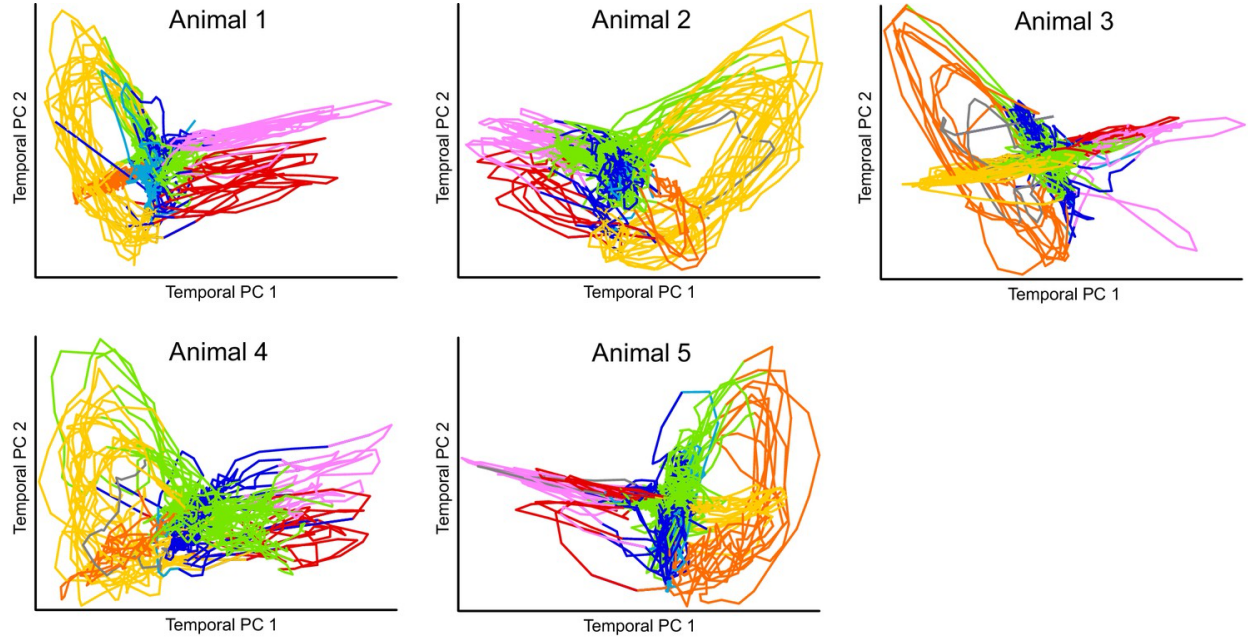 Animal 1
Temporal PC 2
Temporal PC 1
Animal 2
Temproal PC 2
Temporal PC 1
Animal 3
Temporal PC 2
Temporal PC 1
Animal 4
Temporal PC 2
Temporal PC 1
Animal 5
Temporal PC 2
Temporal PC 1